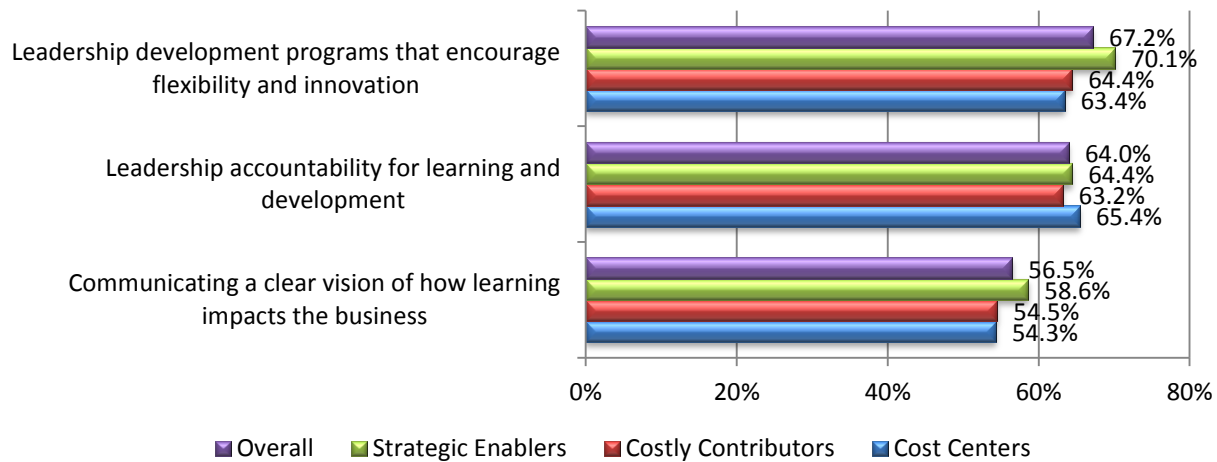 Leadership development programs that encourage
flexibility and innovation
67.2%
70.1%
64.4%
63.4%
Leadership accountability for learning and
development
64.0%
64.4%
63.2%
65.4%
Communicating a clear vision of how learning
impacts the business
56.5%
58.6%
54.5%
54.3%
0% 20% 40% 60% 80%
Overall Strategic Enablers Costly Contributors Cost Centers